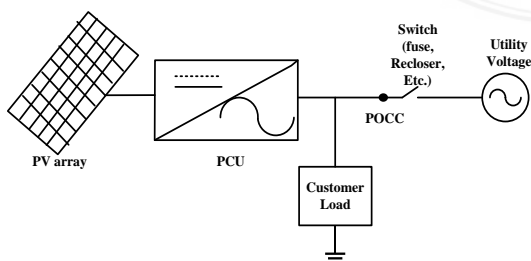 Switch
(fuse,
Recloser,
Etc.)
Utility
Voltage
POCC
PV array
PCU
Customer
Load